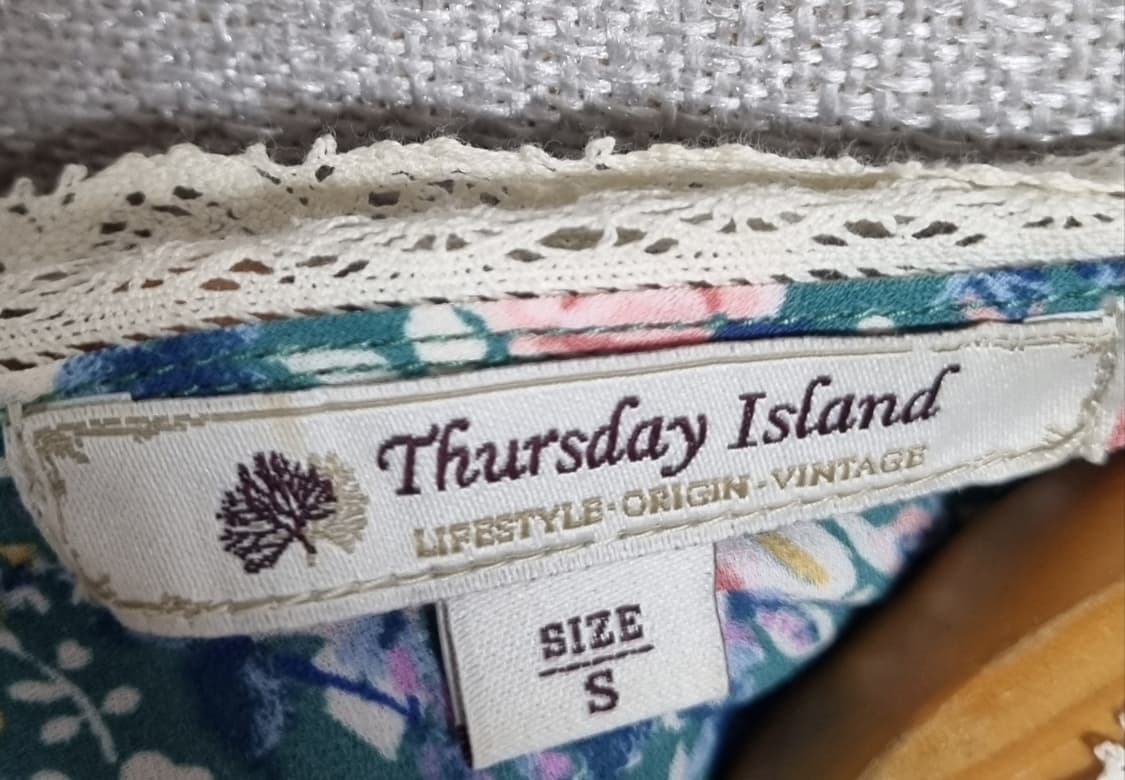 Thursday Island
LIFESTYLE·ORIGIN·VINTAGE
SIZE
S